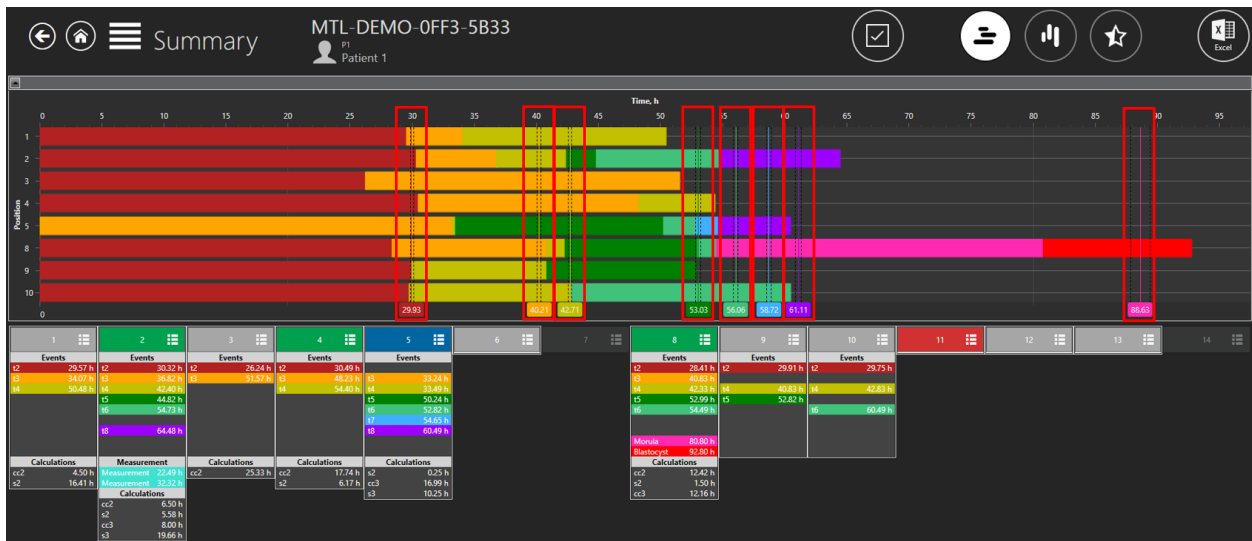 Summary
MTL-DEMO-0FF3-5B33
P1
Patient 1
Excel
Time, h
0 5 10 15 20 25 30 35 40 45 50 55 60 65 70 75 80 85 90 95
Position
1
2
3
4
5
8
9
10
0
29.93 40.21 42.71 53.03 56.06 58.72 61.11 88.63
1 2 3 4 5 6 7 8 9 10 11 12 13 14
Events Events Events Events Events Events Events Events
t2 29.57 h t2 30.32 h t2 26.24 h t2 30.49 h t2 28.41 h t2 29.91 h t2 29.75 h
t3 34.07 h t3 36.82 h t3 51.57 h t3 48.23 h t3 33.24 h t3 40.83 h
t4 50.48 h t4 42.40 h t4 54.40 h t4 33.49 h t4 42.33 h t4 40.83 h t4 42.83 h
t5 44.82 h t5 50.24 h t5 52.99 h t5 52.82 h
t6 54.73 h t6 52.82 h t6 54.49 h t6 60.49 h
t7 54.65 h
t8 64.48 h t8 60.49 h
Morula 80.80 h
Blastocyst 92.80 h
Calculations Measurement Calculations Calculations Calculations Calculations
cc2 4.50 h Measurement 22.49 h cc2 25.33 h cc2 17.74 h s2 0.25 h cc2 12.42 h
s2 16.41 h Measurement 32.32 h s2 6.17 h cc3 16.99 h s2 1.50 h
Calculations s3 10.25 h cc3 12.16 h
cc2 6.50 h
s2 5.58 h
cc3 8.00 h
s3 19.66 h